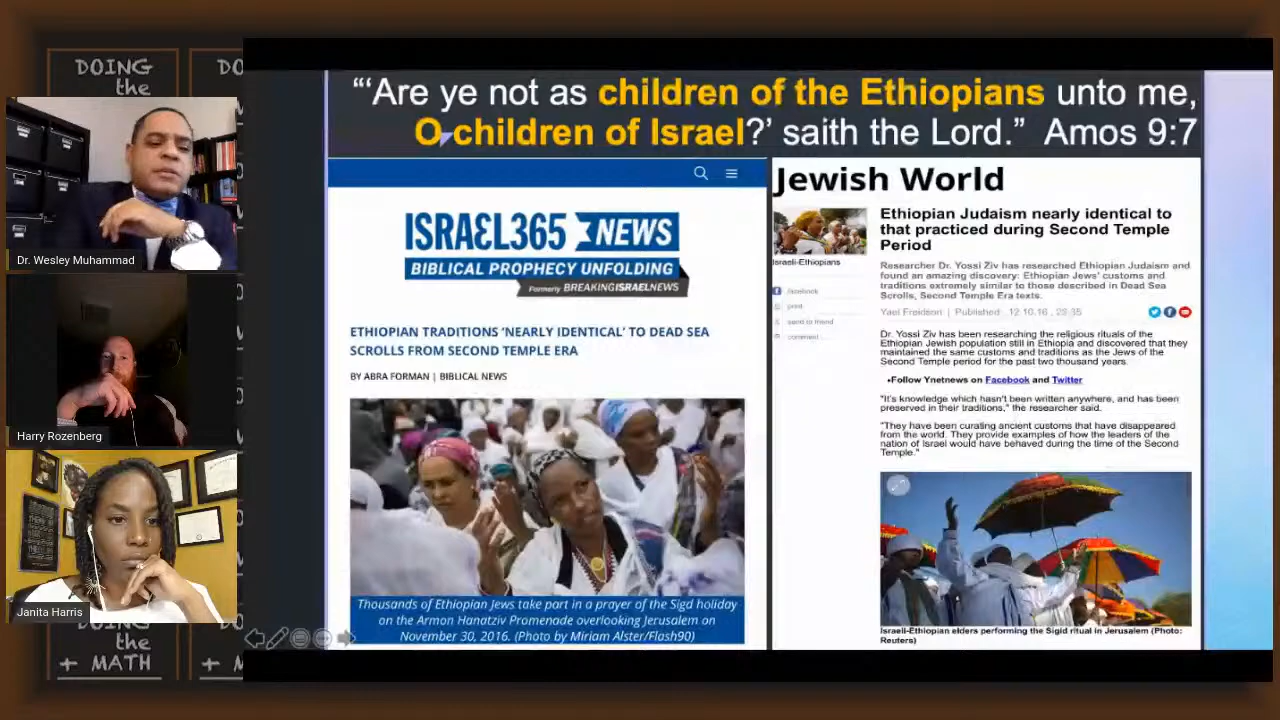 DOING
the
+ MATH
DO
Dr. Wesley Muhammad
Harry Rozenberg
Janita Harris
DOING
the
+ MATH
“‘Are ye not as children of the Ethiopians unto me,
O children of Israel?’ saith the Lord.” Amos 9:7
ISRAEL365 NEWS
BIBLICAL PROPHECY UNFOLDING
Formerly BREAKINGISRAELNEWS
ETHIOPIAN TRADITIONS ‘NEARLY IDENTICAL’ TO DEAD SEA
SCROLLS FROM SECOND TEMPLE ERA
BY ABRA FORMAN | BIBLICAL NEWS
Thousands of Ethiopian Jews take part in a prayer of the Sigd holiday
on the Armon Hanatziv Promenade overlooking Jerusalem on
November 30, 2016. (Photo by Miriam Alster/Flash90)
Jewish World
Israeli-Ethiopians
facebook
print
send to friend
comment
Ethiopian Judaism nearly identical to
that practiced during Second Temple
Period
Researcher Dr. Yossi Ziv has researched Ethiopian Judaism and
found an amazing discovery: Ethiopian Jews' customs and
traditions extremely similar to those described in Dead Sea
Scrolls, Second Temple Era texts.
Yael Freidson | Published: 12.10.16 ,
Dr. Yossi Ziv has been researching the religious rituals of the
Ethiopian Jewish population still in Ethiopia and discovered that they
maintained the same customs and traditions as the Jews of the
Second Temple period for the past two thousand years.
•Follow Ynetnews on Facebook and Twitter
"It's knowledge which hasn't been written anywhere, and has been
preserved in their traditions," the researcher said.
"They have been curating ancient customs that have disappeared
from the world. They provide examples of how the leaders of the
nation of Israel would have behaved during the time of the Second
Temple."
Israeli-Ethiopian elders performing the Sigid ritual in Jerusalem (Photo:
Reuters)